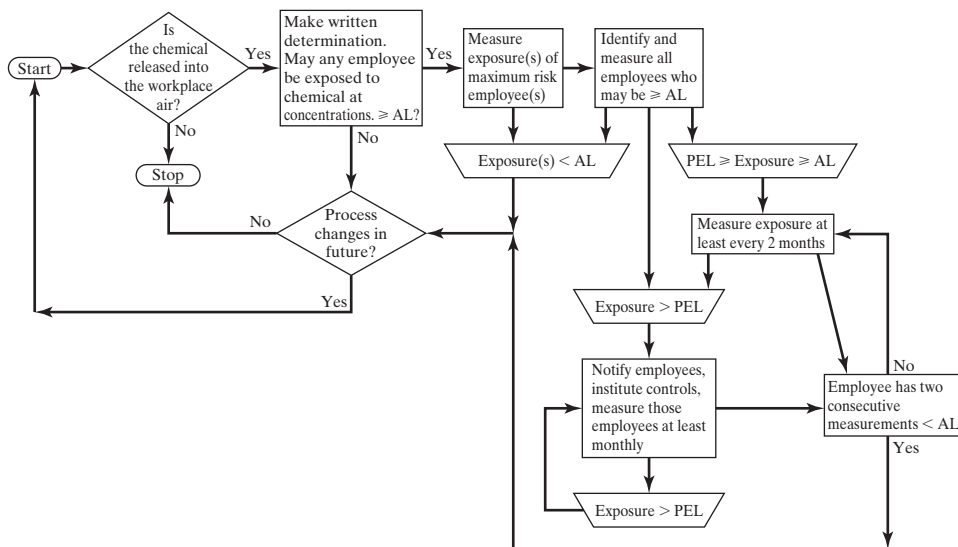 Start
Is
the chemical
released into
the workplace
air?
Yes
No
Stop
Make written
determination.
May any employee
be exposed to
chemical at
concentrations. ≥ AL?
Yes
No
Measure
exposure(s) of
maximum risk
employee(s)
Identify and
measure all
employees who
may be ≥ AL
Exposure(s) < AL
PEL ≥ Exposure ≥ AL
Process
changes in
future?
No
Yes
Measure exposure at
least every 2 months
Exposure > PEL
Notify employees,
institute controls,
measure those
employees at least
monthly
Exposure > PEL
No
Employee has two
consecutive
measurements < AL
Yes